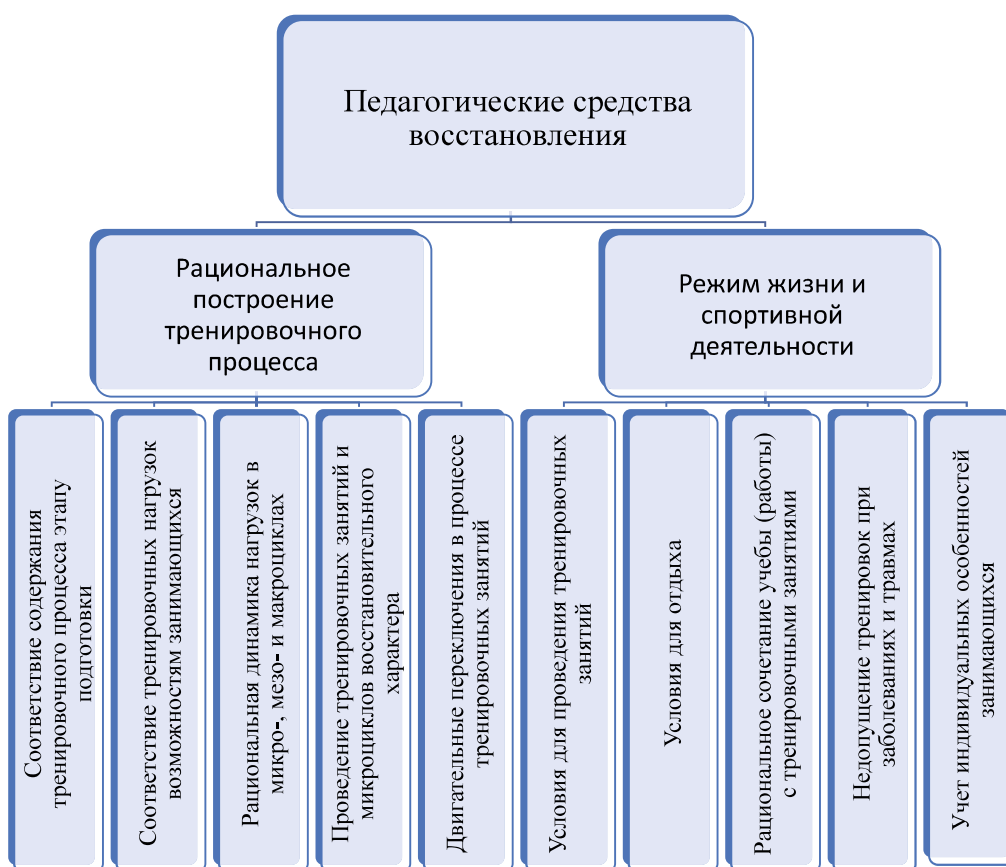 Педагогические средства
восстановления
Рациональное
построение
тренировочного
процесса
Режим жизни и
спортивной
деятельности
Соответствие содержания
тренировочного процесса этапу
подготовки
Соответствие тренировочных нагрузок
возможностям занимающихся
Рациональная динамика нагрузок в
микро-, мезо- и макроциклах
Проведение тренировочных занятий и
микроциклов восстановительного
характера
Двигательные переключения в процессе
тренировочных занятий
Условия для проведения тренировочных
занятий
Условия для отдыха
Рациональное сочетание учебы (работы)
с тренировочными занятиями
Недопущение тренировок при
заболеваниях и травмах
Учет индивидуальных особенностей
занимающихся